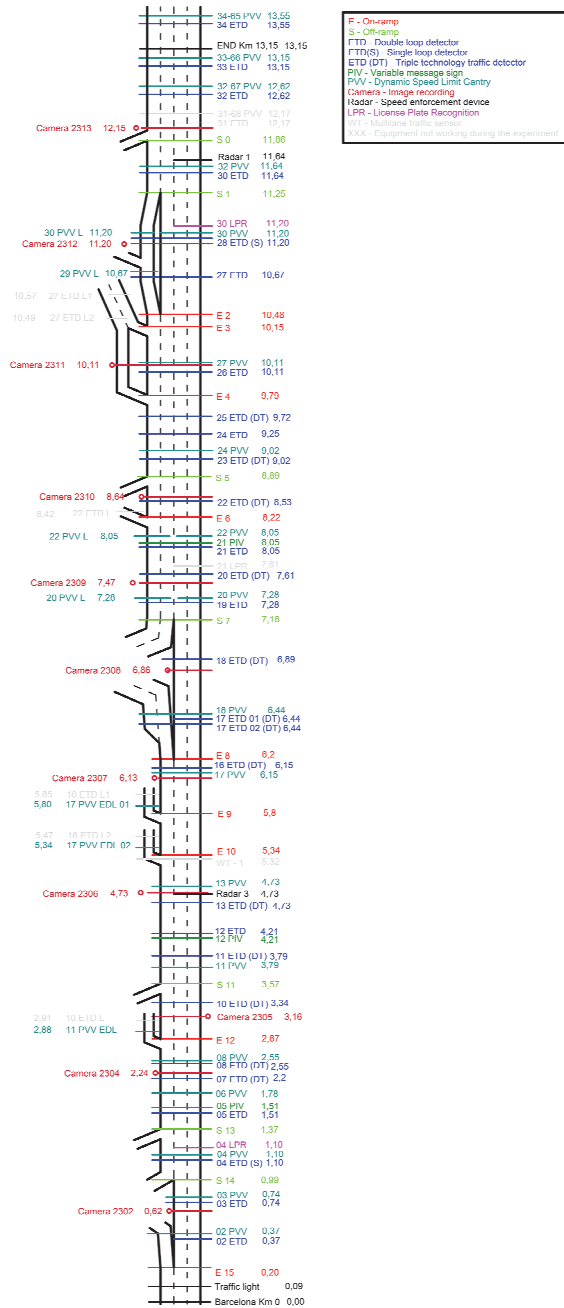 34-65 PVV 13,55
34 ETD 13,55
END Km 13,15 13,15
33-66 PVV 13,15
33 ETD 13,15
32 67 PVV 12,62
32 ETD 12,62
31-68 PVV 12,17
31 ETD 12,17
Camera 2313 12,15
S 0 11,86
Radar 1 11,64
32 PVV 11,64
30 ETD 11,64
S 1 11,25
30 LPR 11,20
30 PVV L 11,20
30 PVV 11,20
Camera 2312 11,20
28 ETD (S) 11,20
29 PVV L 10,67
27 ETD 10,67
10,57 27 ETD L1
10,49 27 ETD L2
E 2 10,48
E 3 10,15
Camera 2311 10,11
27 PVV 10,11
26 ETD 10,11
E 4 9,79
25 ETD (DT) 9,72
24 ETD 9,25
24 PVV 9,02
23 ETD (DT) 9,02
S 5 8,89
Camera 2310 8,64
22 ETD (DT) 8,53
8,42 22 ETD L
E 6 8,22
22 PVV L 8,05
22 PVV 8,05
21 PIV 8,05
21 ETD 8,05
21 LPR 7,61
20 ETD (DT) 7,61
Camera 2309 7,47
20 PVV L 7,28
20 PVV 7,28
19 ETD 7,28
S 7 7,18
18 ETD (DT) 6,89
Camera 2308 6,86
18 PVV 6,44
17 ETD 01 (DT) 6,44
17 ETD 02 (DT) 6,44
E 8 6,2
16 ETD (DT) 6,15
Camera 2307 6,13
17 PVV 6,15
5,85 16 ETD L1
5,80 17 PVV EDL 01
E 9 5,8
5,47 16 ETD L2
5,34 17 PVV EDL 02
E 10 5,34
WT - 1 5,32
13 PVV 4,73
Camera 2306 4,73
Radar 3 4,73
13 ETD (DT) 4,73
12 ETD 4,21
12 PIV 4,21
11 ETD (DT) 3,79
11 PVV 3,79
S 11 3,57
10 ETD (DT) 3,34
2,91 10 ETD L
Camera 2305 3,16
2,88 11 PVV EDL
E 12 2,87
08 PVV 2,55
08 ETD (DT) 2,55
Camera 2304 2,24
07 ETD (DT) 2,2
06 PVV 1,78
05 PIV 1,51
05 ETD 1,51
S 13 1,37
04 LPR 1,10
04 PVV 1,10
04 ETD (S) 1,10
S 14 0,99
03 PVV 0,74
03 ETD 0,74
Camera 2302 0,62
02 PVV 0,37
02 ETD 0,37
E 15 0,20
Traffic light 0,09
Barcelona Km 0 0,00
E - On-ramp
S - Off-ramp
ETD - Double loop detector
ETD(S) - Single loop detector
ETD (DT) - Triple technology traffic detector
PIV - Variable message sign
PVV - Dynamic Speed Limit Gantry
Camera - Image recording
Radar - Speed enforcement device
LPR - License Plate Recognition
WT - Multilane traffic sensor
XXX - Equipment not working during the experiment